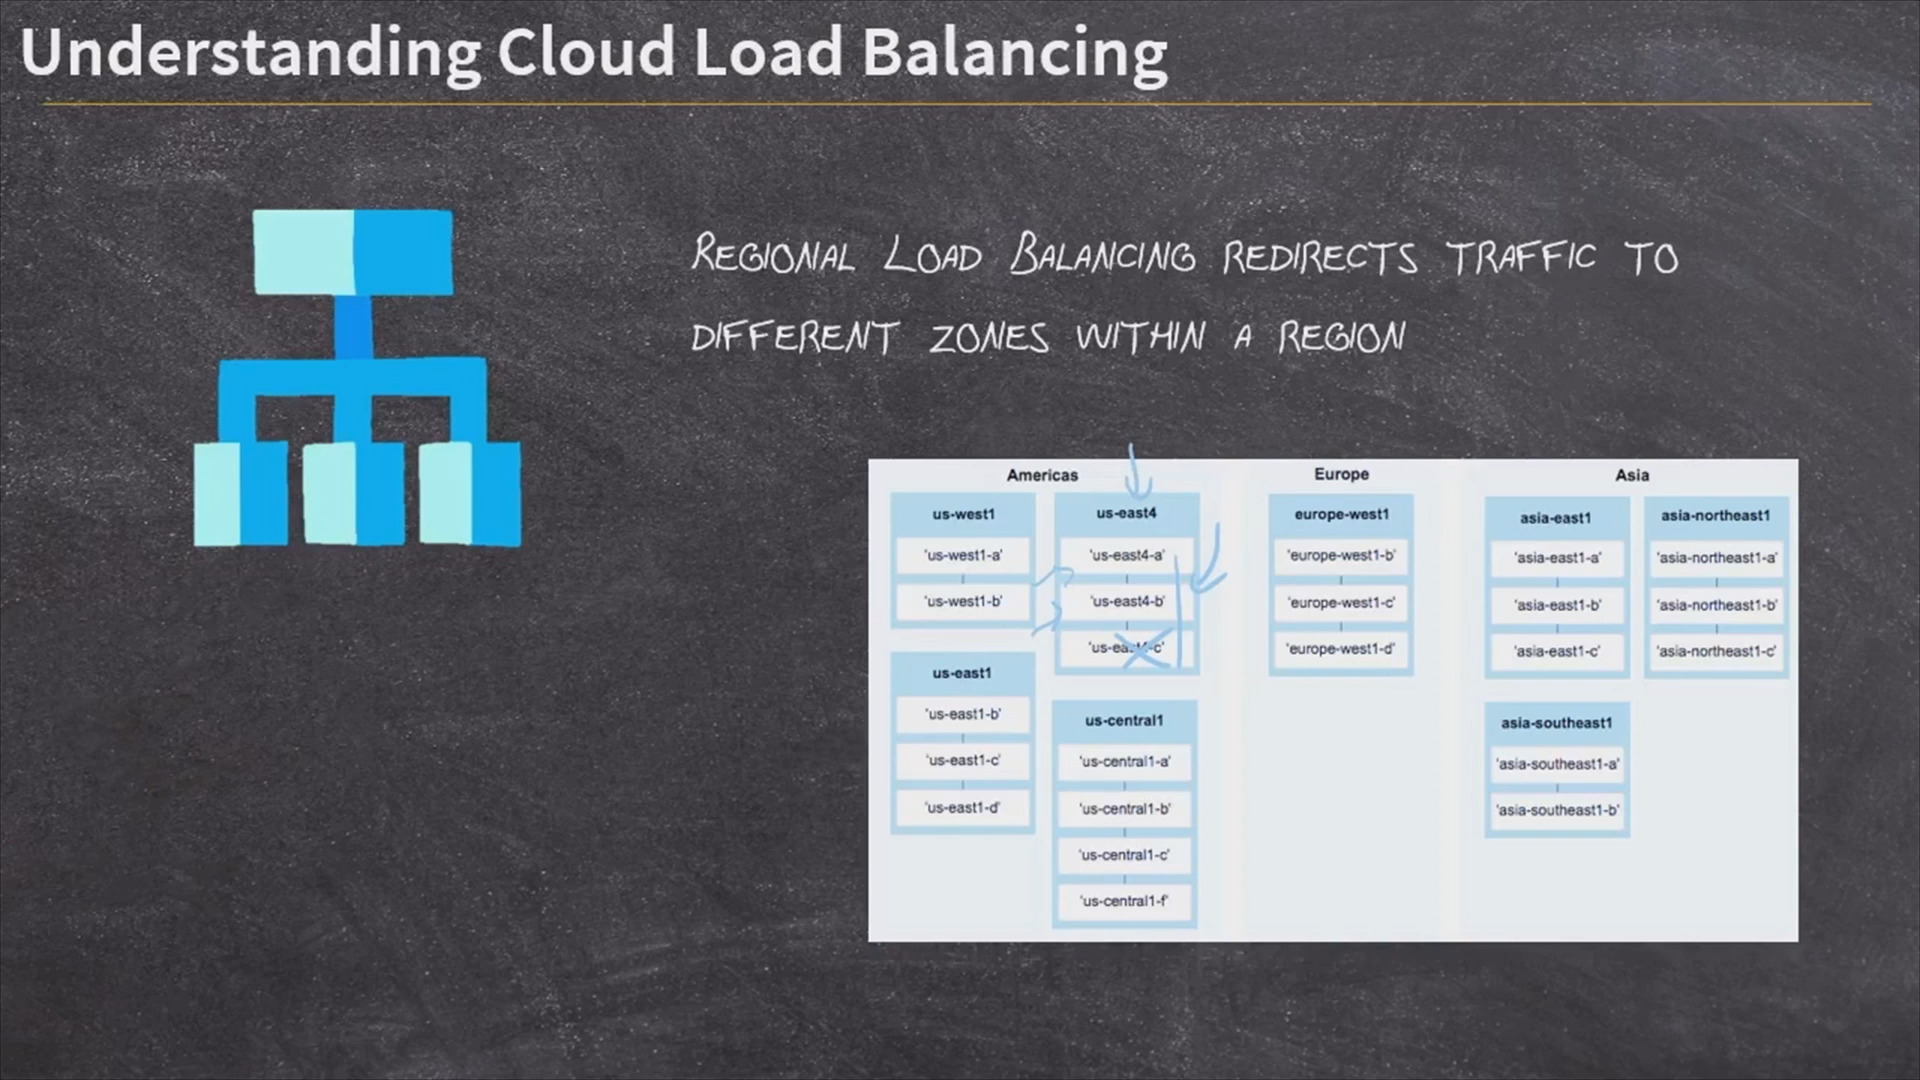 Understanding Cloud Load Balancing
REGIONAL LOAD BALANCING REDIRECTS TRAFFIC TO
DIFFERENT ZONES WITHIN A REGION
Americas
us-west1
'us-west1-a'
'us-west1-b'
us-east4
'us-east4-a'
'us-east4-b'
'us-east4-c'
us-east1
'us-east1-b'
'us-east1-c'
'us-east1-d'
us-central1
'us-central1-a'
'us-central1-b'
'us-central1-c'
'us-central1-f'
Europe
europe-west1
'europe-west1-b'
'europe-west1-c'
'europe-west1-d'
Asia
asia-east1
'asia-east1-a'
'asia-east1-b'
'asia-east1-c'
asia-northeast1
'asia-northeast1-a'
'asia-northeast1-b'
'asia-northeast1-c'
asia-southeast1
'asia-southeast1-a'
'asia-southeast1-b'